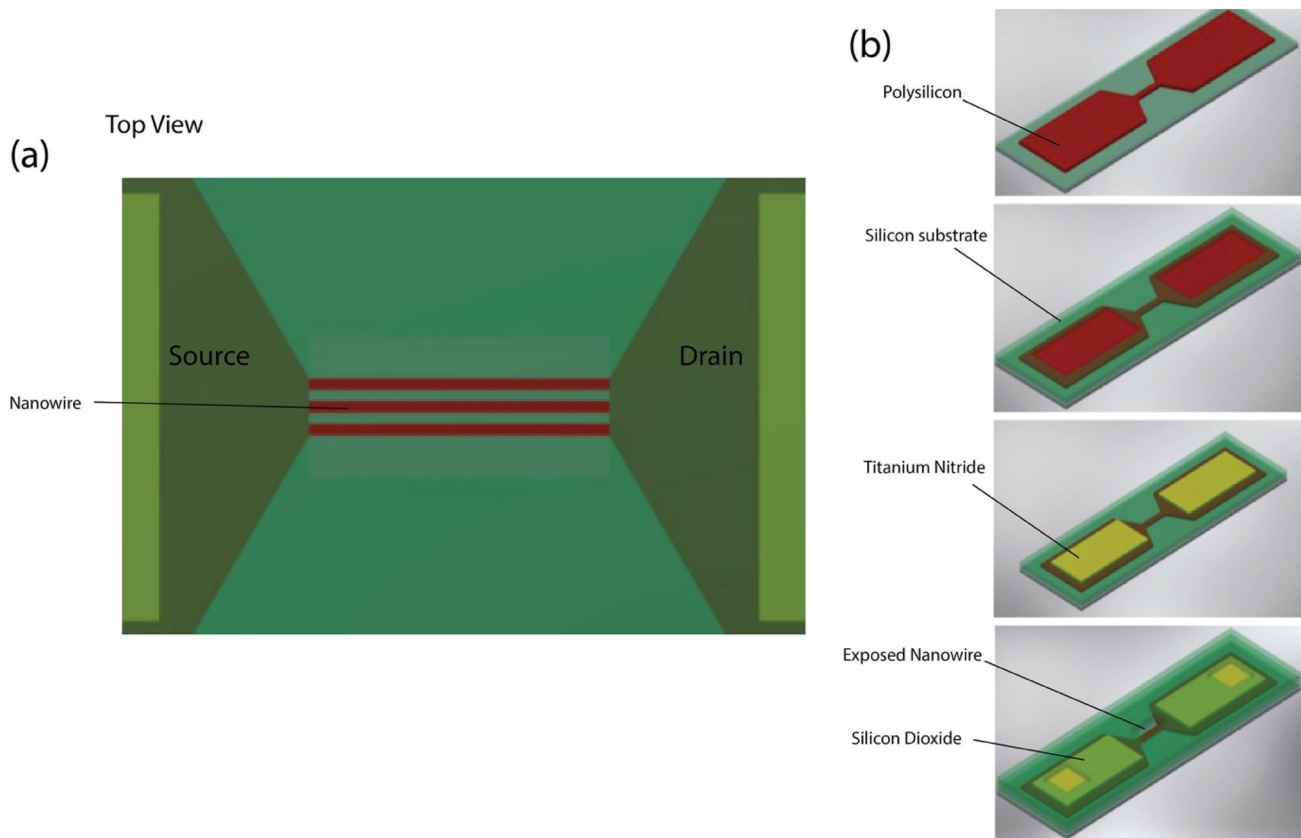 Top View
(a)
Source
Drain
Nanowire
(b)
Polysilicon
Silicon substrate
Titanium Nitride
Exposed Nanowire
Silicon Dioxide